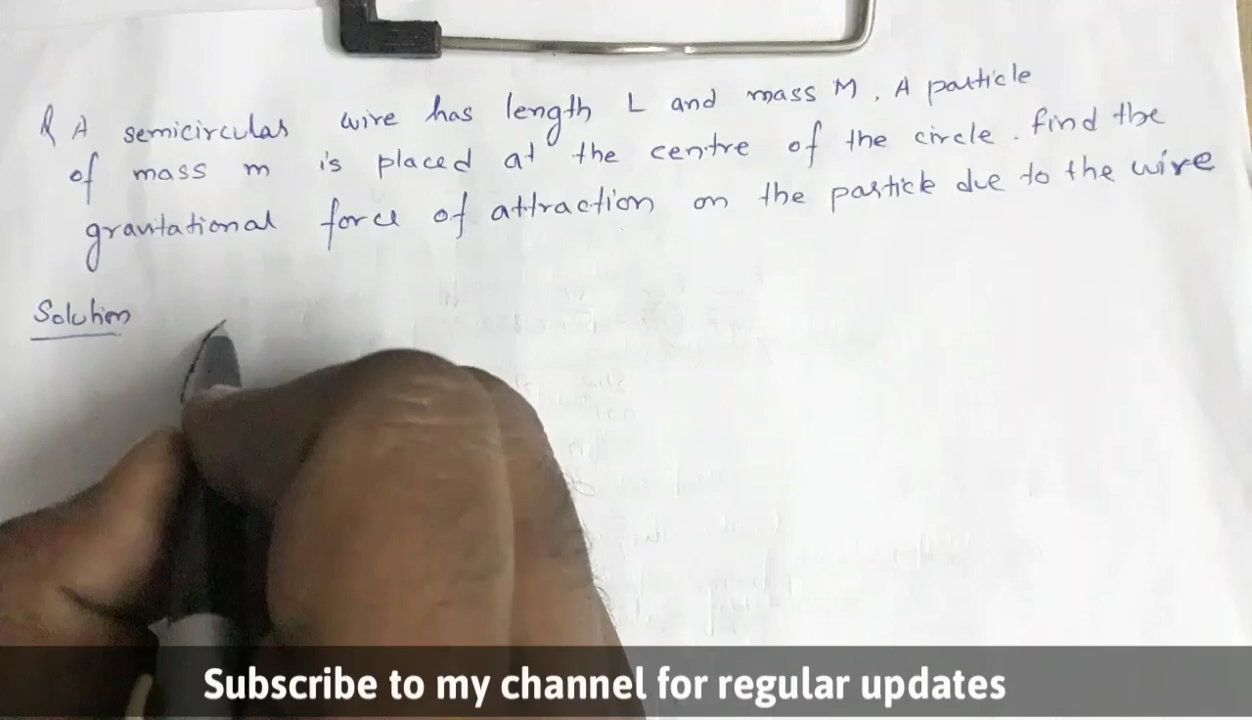 Q A semicircular wire has length L and mass M. A particle
of mass m is placed at the centre of the circle. find the
gravitational force of attraction on the particle due to the wire
Solution
Subscribe to my channel for regular updates